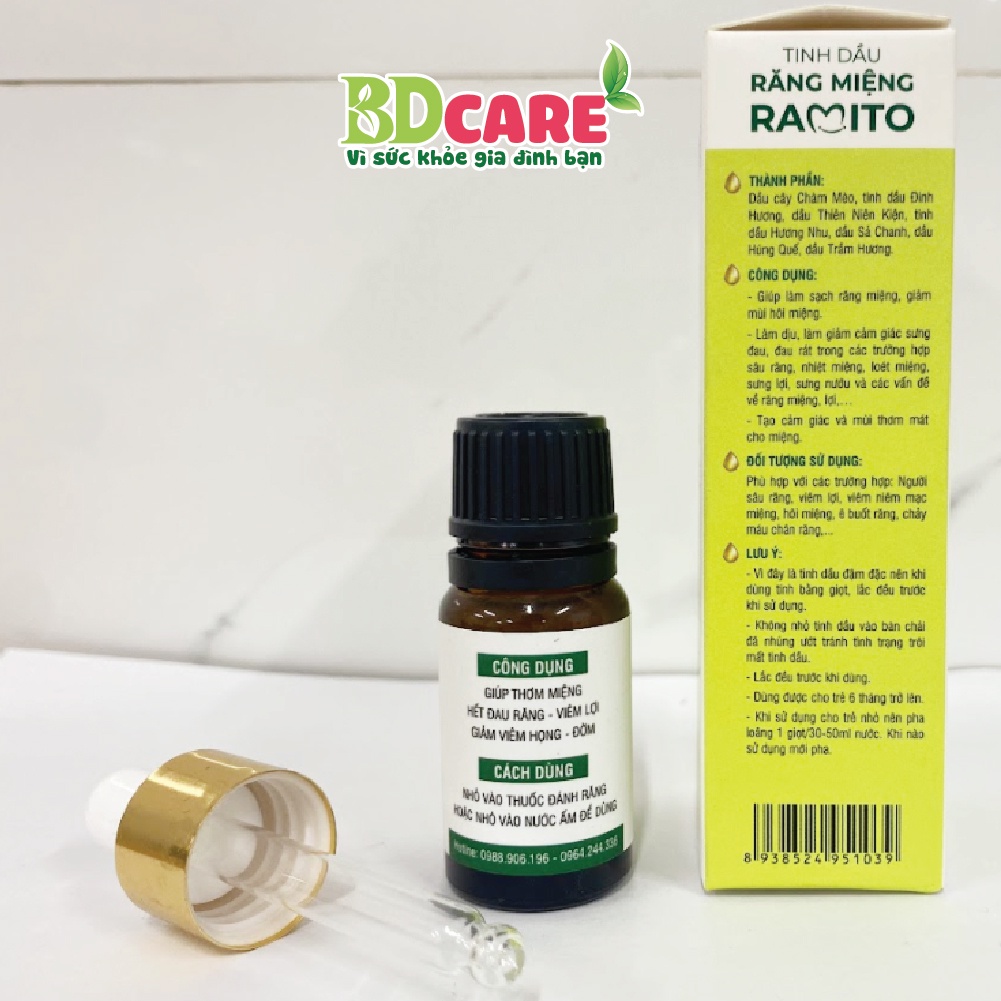 BDCARE
Vì sức khỏe gia đình bạn
TINH DẦU
RĂNG MIỆNG
RAMITO
THÀNH PHẦN:
Dầu cây Chàm Mèo, tinh dầu Đinh
Hương, dầu Thiên Niên Kiện, tinh
dầu Hương Nhu, dầu Sả Chanh, dầu
Húng Quế, dầu Trầm Hương.
CÔNG DỤNG:
- Giúp làm sạch răng miệng, giảm
mùi hôi miệng.
- Làm dịu, làm giảm cảm giác sưng
đau, đau rát trong các trường hợp
sâu răng, nhiệt miệng, loét miệng,
sưng lợi, sưng nướu và các vấn đề
về răng miệng, lợi,...
- Tạo cảm giác và mùi thơm mát
cho miệng.
ĐỐI TƯỢNG SỬ DỤNG:
Phù hợp với các trường hợp: Người
sâu răng, viêm lợi, viêm niêm mạc
miệng, hôi miệng, ê buốt răng, chảy
máu chân răng,...
LƯU Ý:
- Vì đây là tinh dầu đậm đặc nên khi
dùng tính bằng giọt, lắc đều trước
khi sử dụng.
- Không nhỏ tinh dầu vào bàn chải
đã nhúng ướt tránh tình trạng trôi
mất tinh dầu.
- Lắc đều trước khi dùng.
- Dùng được cho trẻ 6 tháng trở lên.
- Khi sử dụng cho trẻ nhỏ nên pha
loãng 1 giọt/30-50ml nước. Khi nào
sử dụng mới pha.
8 938524 951039
CÔNG DỤNG
GIÚP THƠM MIỆNG
HẾT ĐAU RĂNG - VIÊM LỢI
GIẢM VIÊM HỌNG - ĐỜM
CÁCH DÙNG
NHỎ VÀO THUỐC ĐÁNH RĂNG
HOẶC NHỎ VÀO NƯỚC ẤM ĐỂ DÙNG
Hotline: 0988.906.196 - 0964.244.336